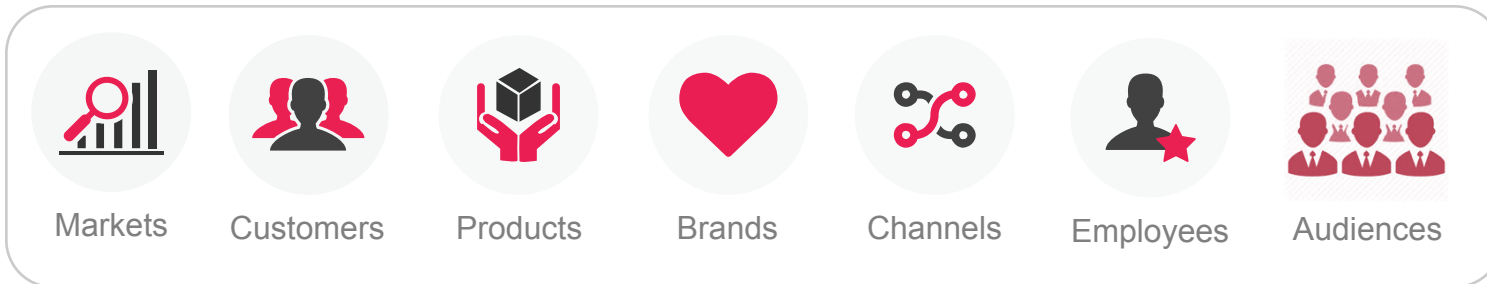 Markets
Customers
Products
Brands
Channels
Employees
Audiences